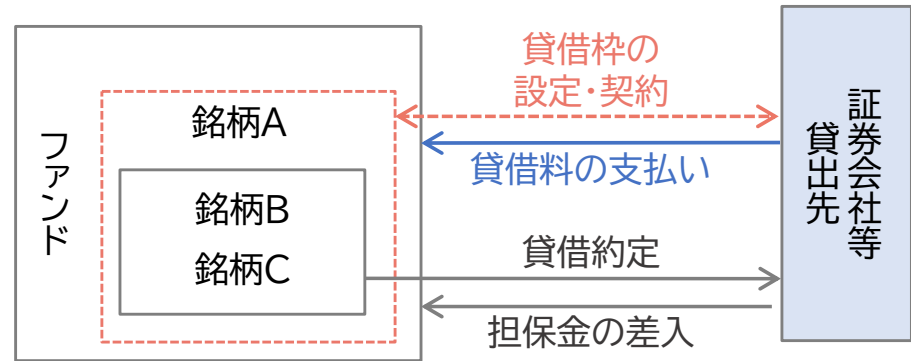 ファンド
銘柄A
銘柄B
銘柄C
貸借枠の
設定・契約
貸借料の支払い
貸借約定
担保金の差入
証券会社等
貸出先